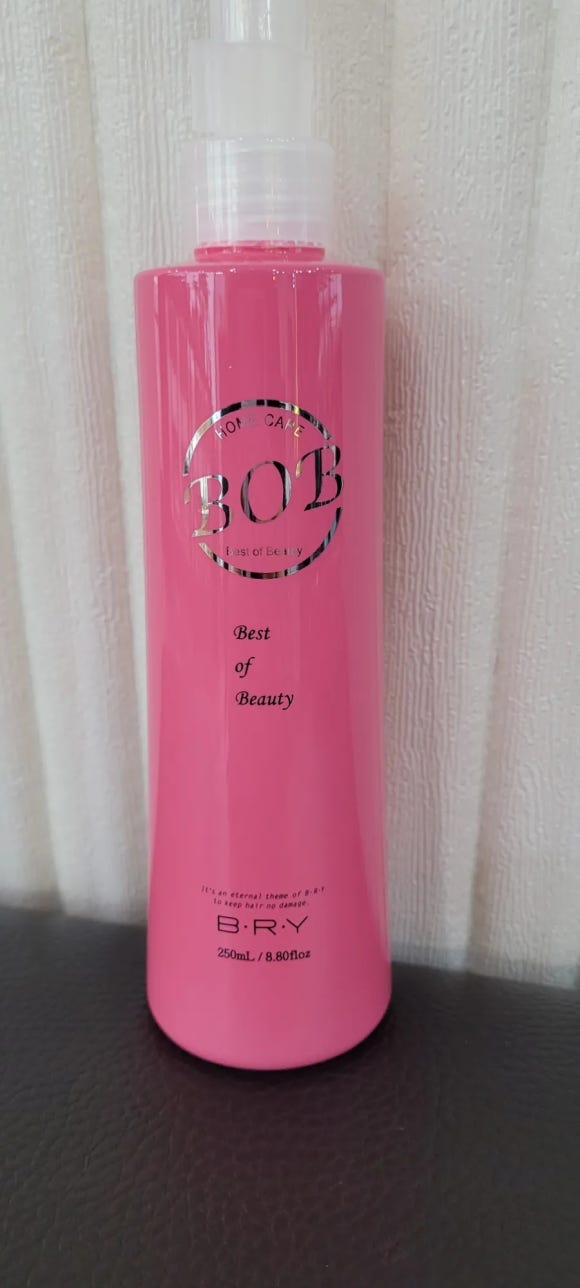 HOME CARE
BOB
Best of Beauty
Best
of
Beauty
It's an eternal theme of B·R·Y
to keep hair no damage.
B·R·Y
250mL / 8.80floz